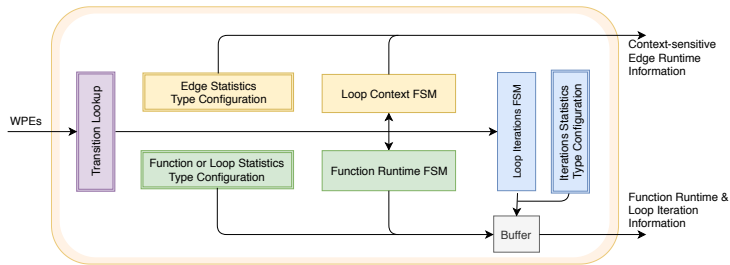 Context-sensitive
Edge Runtime
Information
Edge Statistics
Type Configuration
Loop Context FSM
WPEs
Transition Lookup
Loop Iterations FSM
Iterations Statistics
Type Configuration
Function or Loop Statistics
Type Configuration
Function Runtime FSM
Function Runtime &
Loop Iteration
Information
Buffer